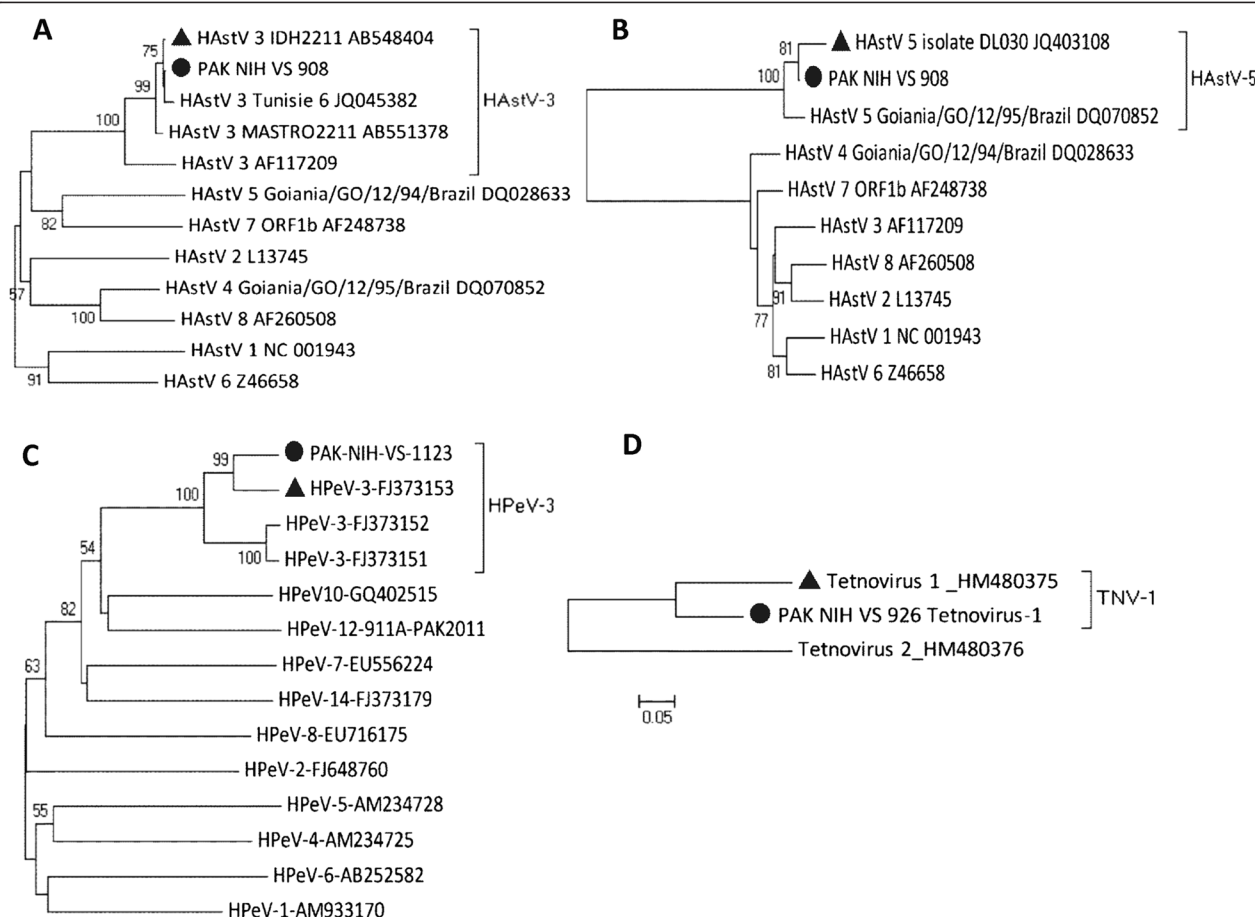 A
75
HAstV 3 IDH2211 AB548404
PAK NIH VS 908
99
HAstV 3 Tunisie 6 JQ045382
HAstV-3
100
HAstV 3 MASTRO2211 AB551378
HAstV 3 AF117209
HAstV 5 Goiania/GO/12/94/Brazil DQ028633
82
HAstV 7 ORF1b AF248738
HAstV 2 L13745
57
HAstV 4 Goiania/GO/12/95/Brazil DQ070852
100
HAstV 8 AF260508
HAstV 1 NC 001943
91
HAstV 6 Z46658
B
81
HAstV 5 isolate DL030 JQ403108
100
PAK NIH VS 908
HAstV-5
HAstV 5 Goiania/GO/12/95/Brazil DQ070852
HAstV 4 Goiania/GO/12/94/Brazil DQ028633
HAstV 7 ORF1b AF248738
HAstV 3 AF117209
HAstV 8 AF260508
91
HAstV 2 L13745
77
HAstV 1 NC 001943
81
HAstV 6 Z46658
C
99
PAK-NIH-VS-1123
100
HPeV-3-FJ373153
HPeV-3
HPeV-3-FJ373152
100
HPeV-3-FJ373151
54
HPeV10-GQ402515
82
HPeV-12-911A-PAK2011
63
HPeV-7-EU556224
HPeV-14-FJ373179
HPeV-8-EU716175
HPeV-2-FJ648760
55
HPeV-5-AM234728
HPeV-4-AM234725
HPeV-6-AB252582
HPeV-1-AM933170
D
Tetnovirus 1 _HM480375
TNV-1
PAK NIH VS 926 Tetnovirus-1
Tetnovirus 2_HM480376
0.05